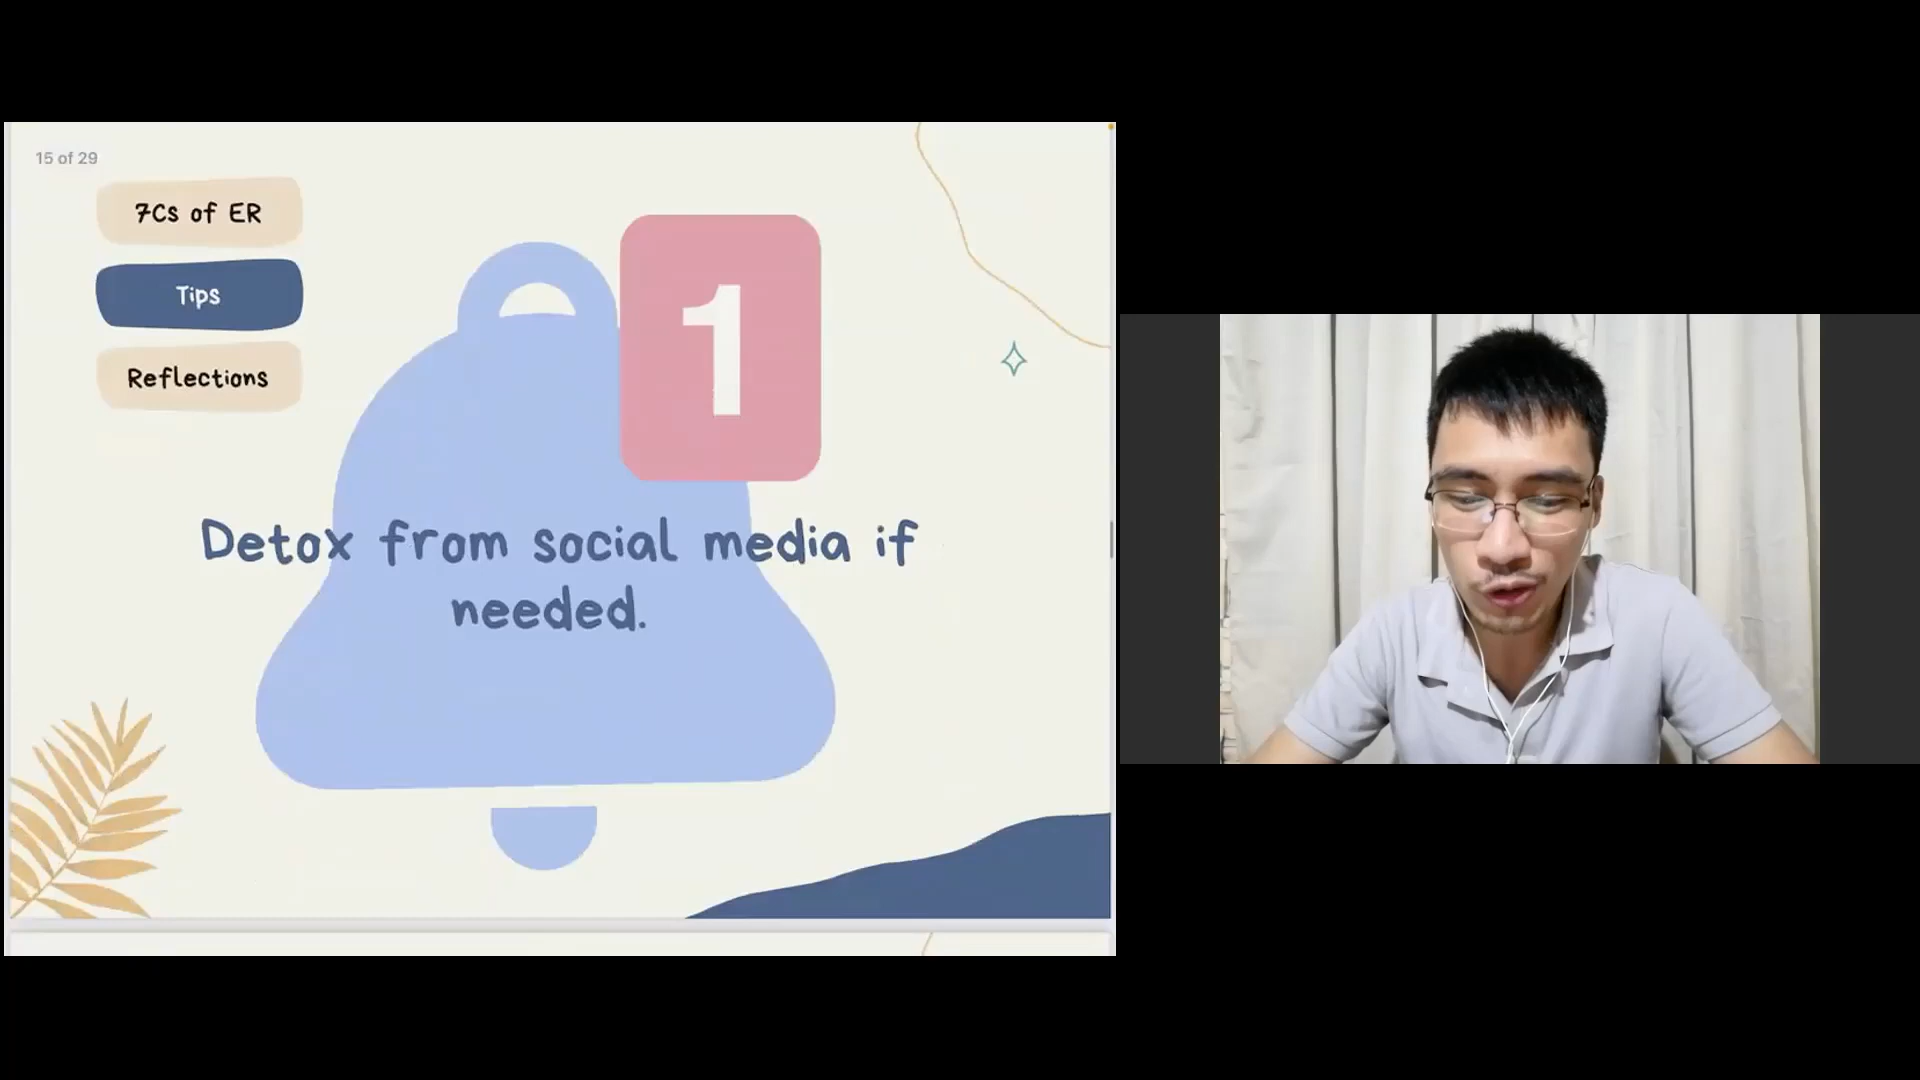 15 of 29
7Cs of ER
Tips
Reflections
1
Detox from social media if
needed.